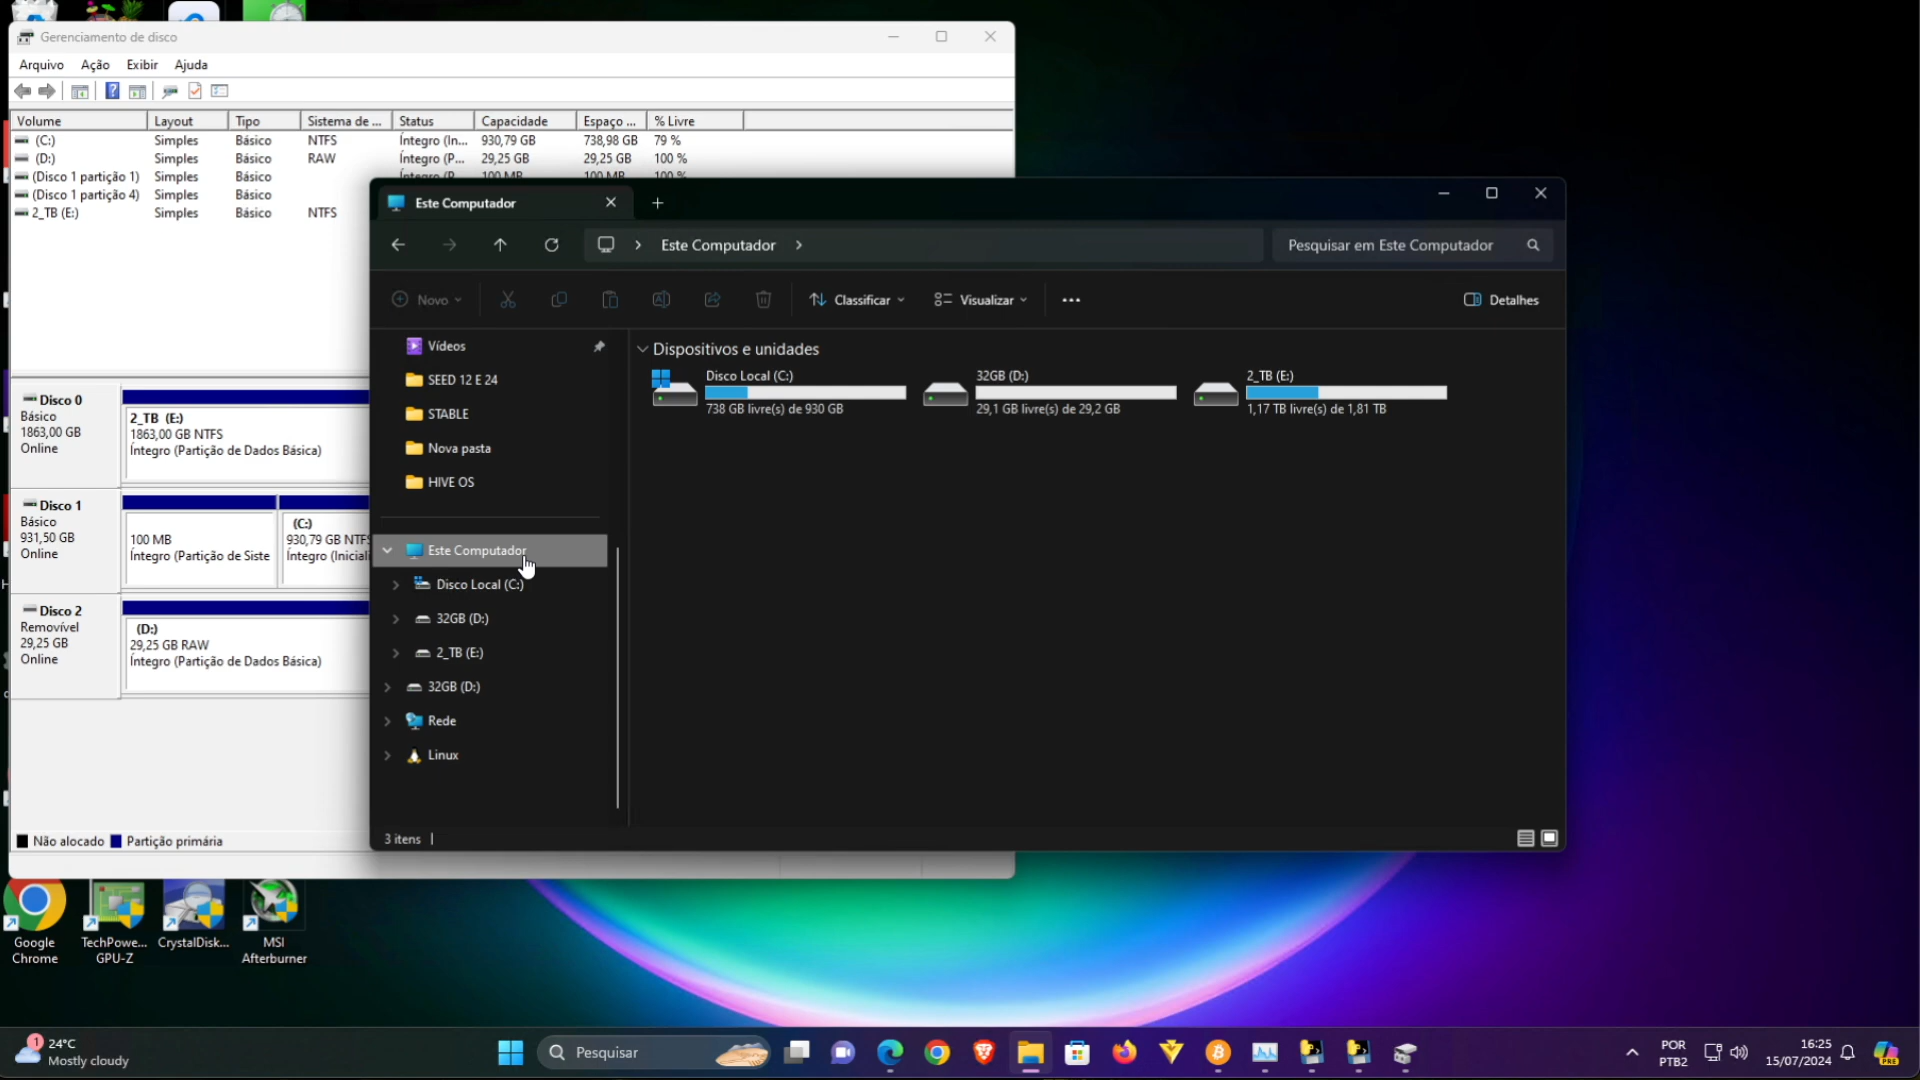 Gerenciamento de disco
Arquivo Ação Exibir Ajuda
Volume Layout Tipo Sistema de ... Status Capacidade Espaço ... % Livre
(C:) Simples Básico NTFS Íntegro (In... 930,79 GB 738,98 GB 79 %
(D:) Simples Básico RAW Íntegro (P... 29,25 GB 29,25 GB 100 %
(Disco 1 partição 1) Simples Básico Íntegro (P... 100 MB 100 MB 100 %
(Disco 1 partição 4) Simples Básico
2_TB (E:) Simples Básico NTFS
Disco 0
Básico
1863,00 GB
Online
2_TB (E:)
1863,00 GB NTFS
Íntegro (Partição de Dados Básica)
Disco 1
Básico
931,50 GB
Online
100 MB
Íntegro (Partição de Siste
(C:)
930,79 GB NTFS
Íntegro (Iniciali
Disco 2
Removível
29,25 GB
Online
(D:)
29,25 GB RAW
Íntegro (Partição de Dados Básica)
Não alocado Partição primária
Este Computador
Este Computador
Pesquisar em Este Computador
Novo Classificar Visualizar Detalhes
Vídeos
SEED 12 E 24
STABLE
Nova pasta
HIVE OS
Este Computador
Disco Local (C:)
32GB (D:)
2_TB (E:)
32GB (D:)
Rede
Linux
Dispositivos e unidades
Disco Local (C:)
738 GB livre(s) de 930 GB
32GB (D:)
29,1 GB livre(s) de 29,2 GB
2_TB (E:)
1,17 TB livre(s) de 1,81 TB
3 itens
Google
Chrome
TechPowe...
GPU-Z
CrystalDisk...
MSI
Afterburner
1
24°C
Mostly cloudy
Pesquisar
POR
PTB2
16:25
15/07/2024
PRE